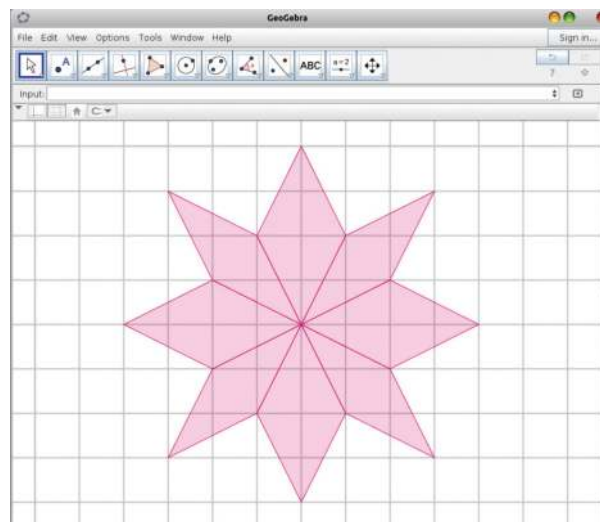 GeoGebra
File Edit View Options Tools Window Help Sign in...
A ABC a=2
Input: